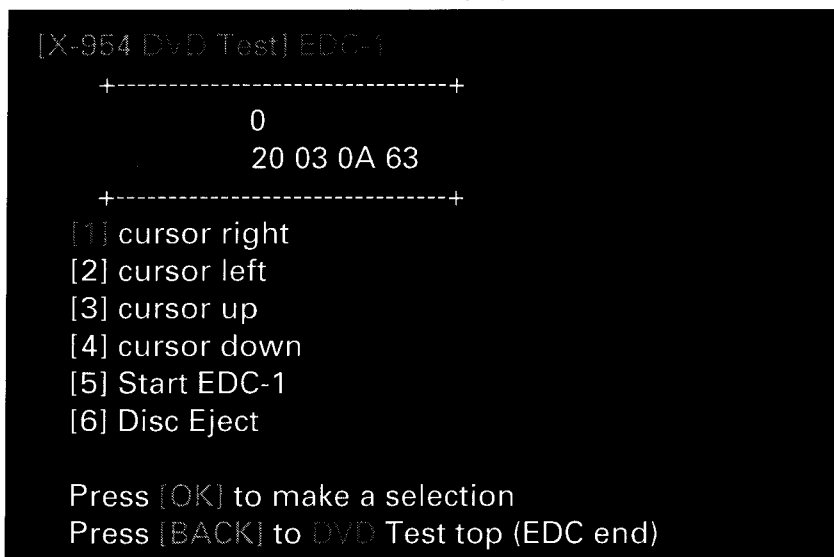 [X-954 DVD Test] EDC-1
+--------------------------------+
0
20 03 0A 63
+--------------------------------+
[1] cursor right
[2] cursor left
[3] cursor up
[4] cursor down
[5] Start EDC-1
[6] Disc Eject
Press [OK] to make a selection
Press [BACK] to DVD Test top (EDC end)